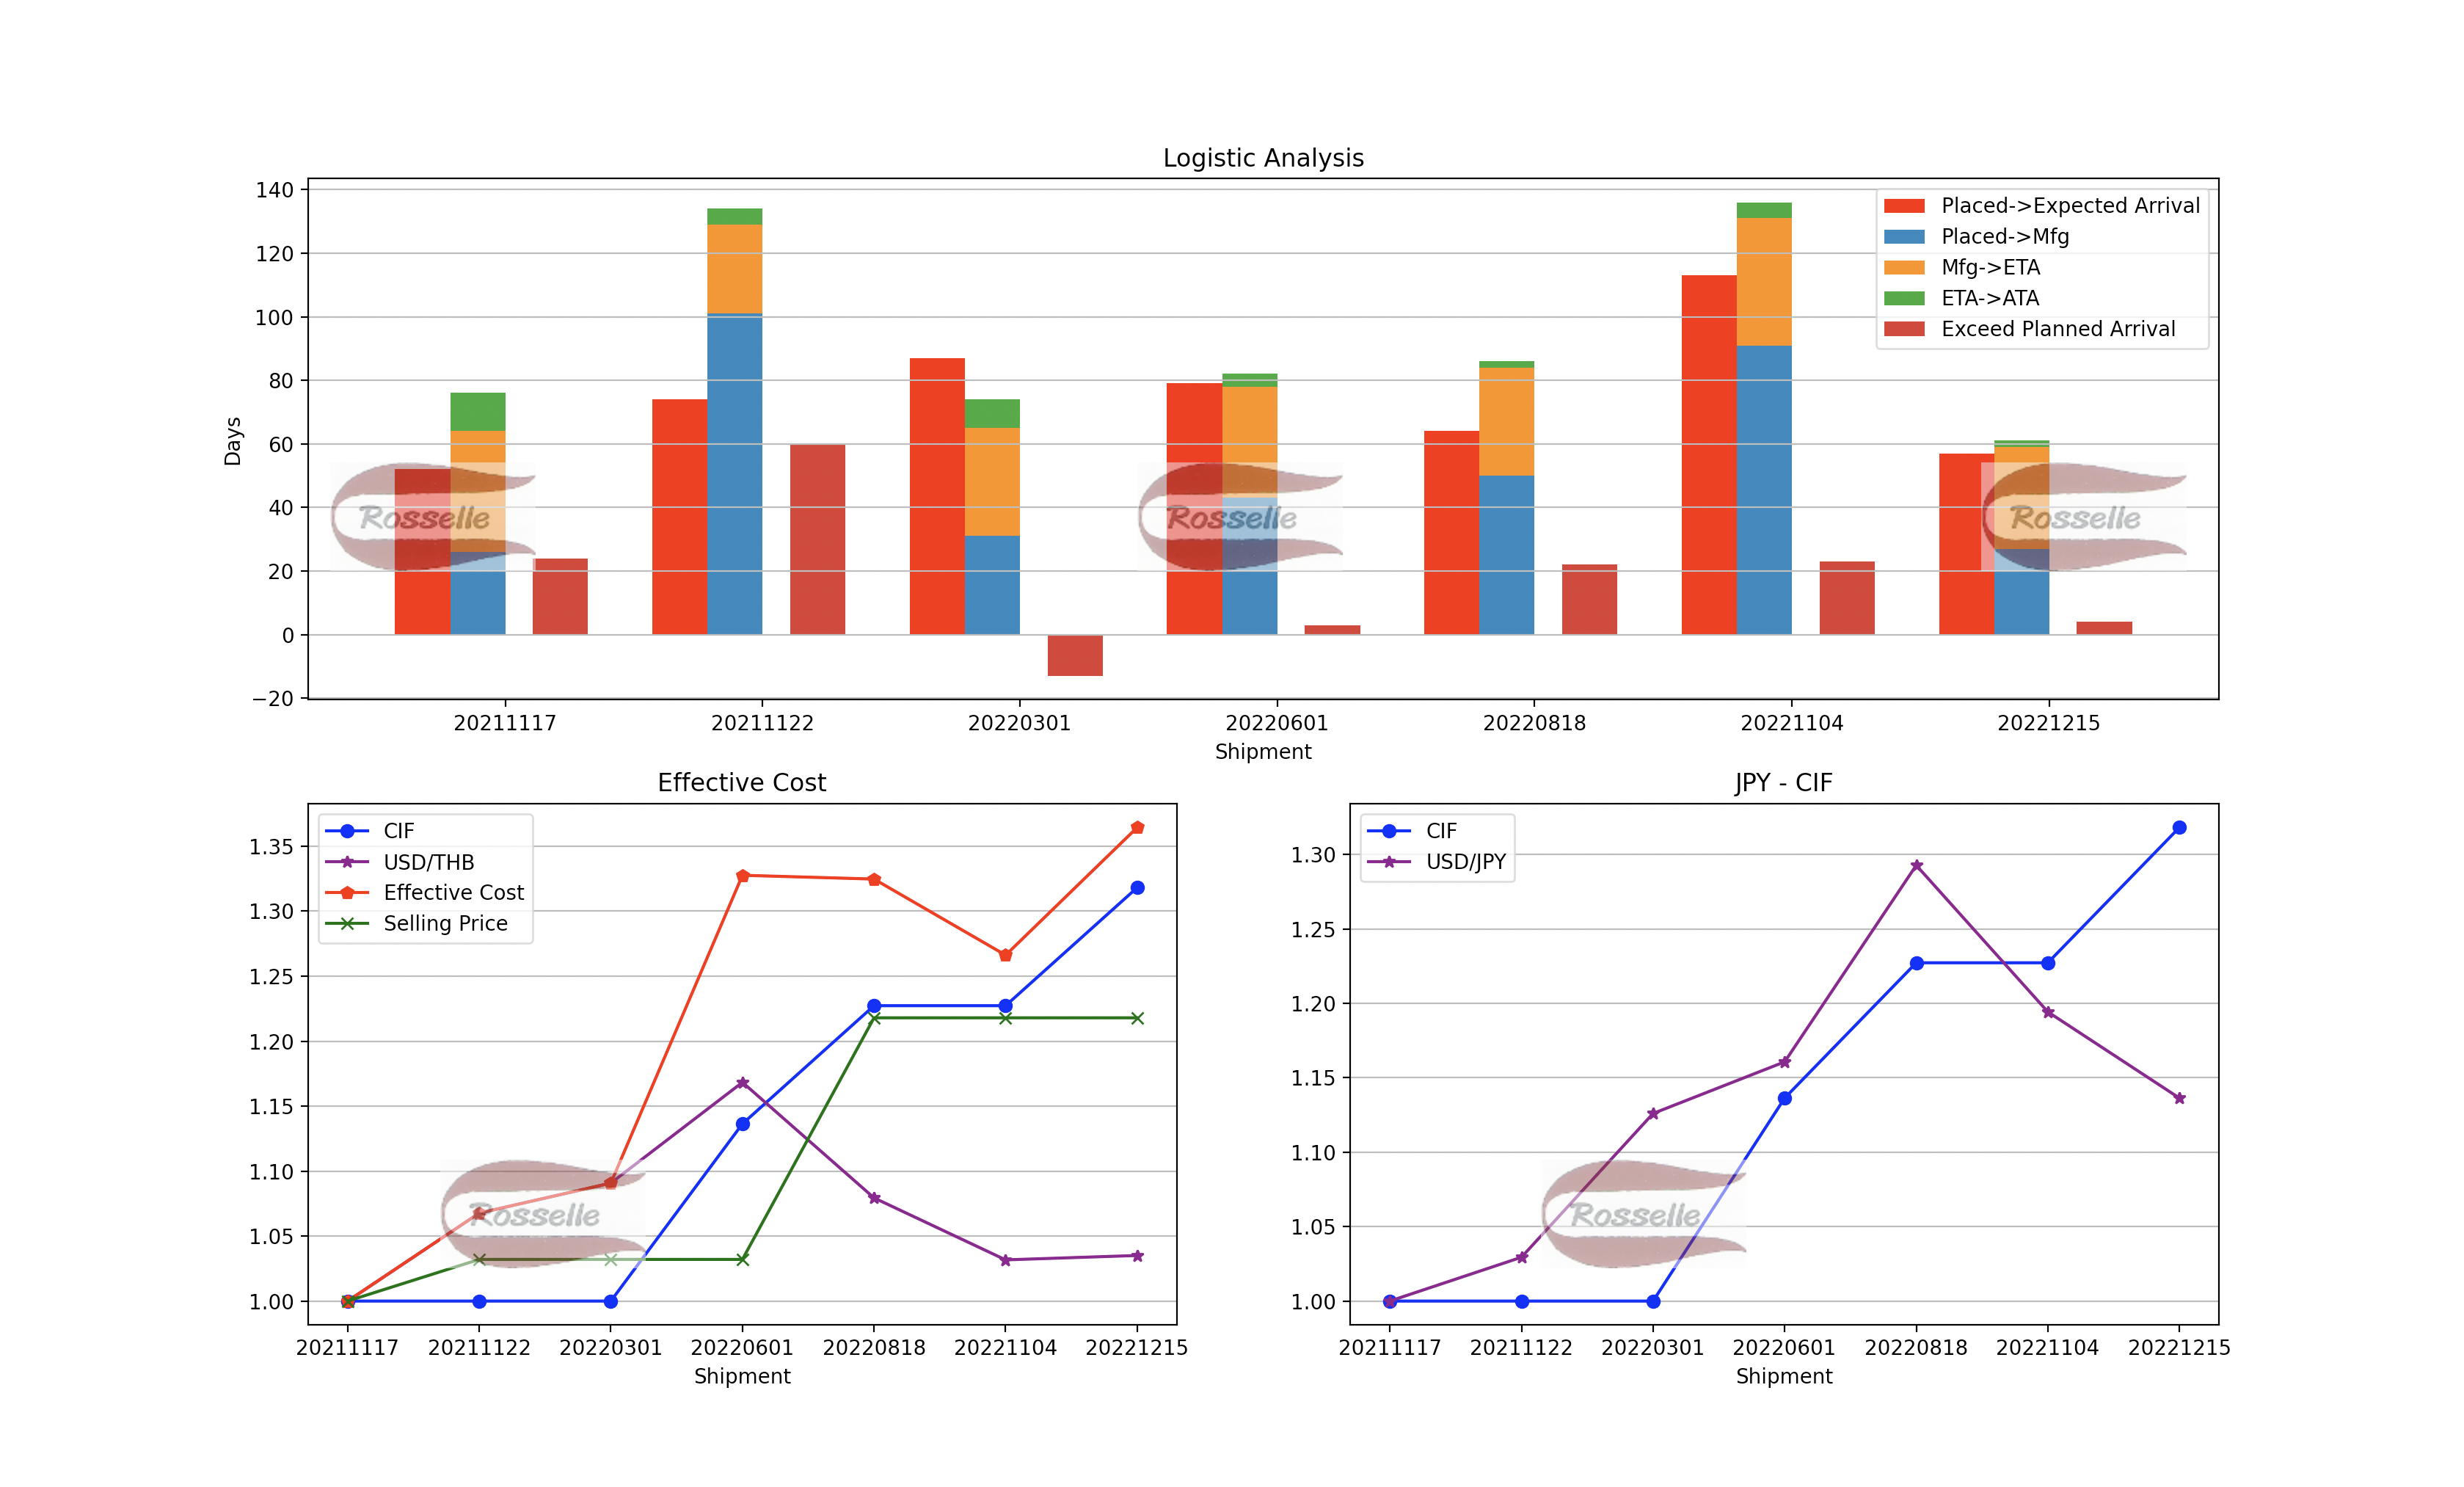 Logistic Analysis
140
120
100
80
60
40
20
0
−20
Days
Placed->Expected Arrival
Placed->Mfg
Mfg->ETA
ETA->ATA
Exceed Planned Arrival
Rosselle
Rosselle
Rosselle
20211117
20211122
20220301
20220601
20220818
20221104
20221215
Shipment
Effective Cost
CIF
USD/THB
Effective Cost
Selling Price
1.35
1.30
1.25
1.20
1.15
1.10
1.05
1.00
Rosselle
20211117
20211122
20220301
20220601
20220818
20221104
20221215
Shipment
JPY - CIF
CIF
USD/JPY
1.30
1.25
1.20
1.15
1.10
1.05
1.00
Rosselle
20211117
20211122
20220301
20220601
20220818
20221104
20221215
Shipment